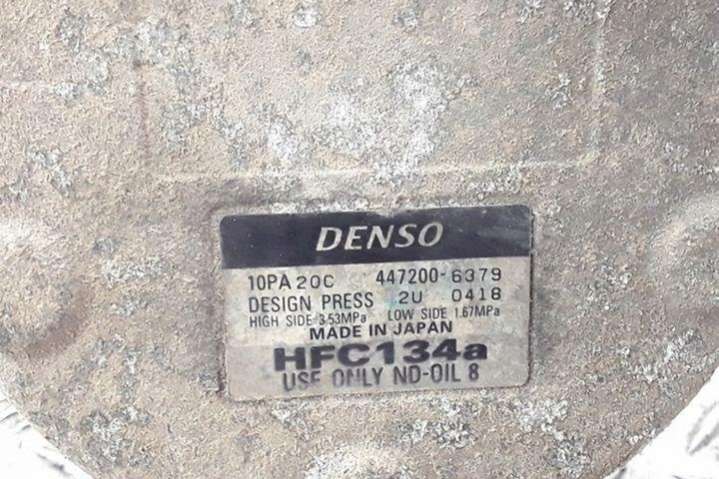 DENSO
10PA20C 447200-6379
DESIGN PRESS 2U 0418
HIGH SIDE 3.53MPa LOW SIDE 1.67MPa
MADE IN JAPAN
HFC134a
USE ONLY ND-OIL 8